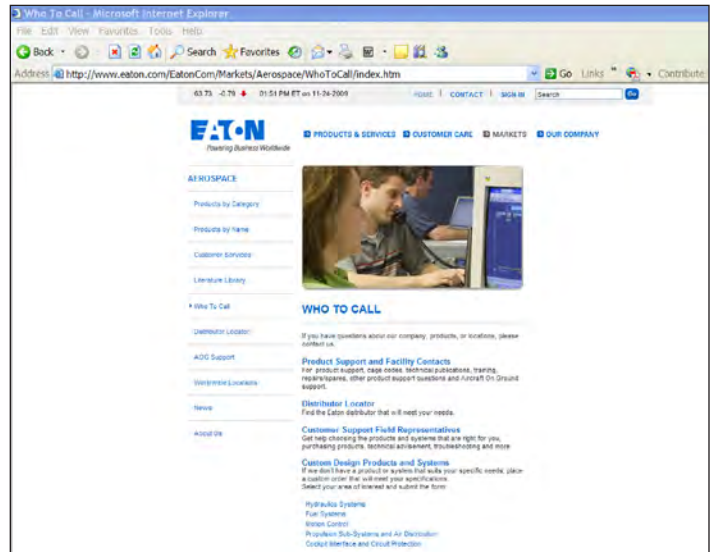 Who To Call - Microsoft Internet Explorer
File Edit View Favorites Tools Help
Back Search Favorites
Address http://www.eaton.com/EatonCom/Markets/Aerospace/WhoToCall/index.htm Go Links » Contribute
63.73 -0.79 01:51 PM ET on 11-24-2009 HOME | CONTACT | SIGN IN Search Go
EATON
Powering Business Worldwide
PRODUCTS & SERVICES CUSTOMER CARE MARKETS OUR COMPANY
AEROSPACE
Products by Category
Products by Name
Customer Services
Literature Library
Who To Call
Distributor Locator
AOG Support
Worldwide Locations
News
About Us
WHO TO CALL
If you have questions about our company, products, or locations, please
contact us.
Product Support and Facility Contacts
For product support, cage codes, technical publications, training,
repairs/spares, other product support questions and Aircraft On Ground
support.
Distributor Locator
Find the Eaton distributor that will meet your needs.
Customer Support Field Representatives
Get help choosing the products and systems that are right for you,
purchasing products, technical advisement, troubleshooting and more
Custom Design Products and Systems
If we don't have a product or system that suits your specific needs, place
a custom order that will meet your specifications.
Select your area of interest and submit the form
Hydraulics Systems
Fuel Systems
Motion Control
Propulsion Sub-Systems and Air Distribution
Cockpit Interface and Circuit Protection